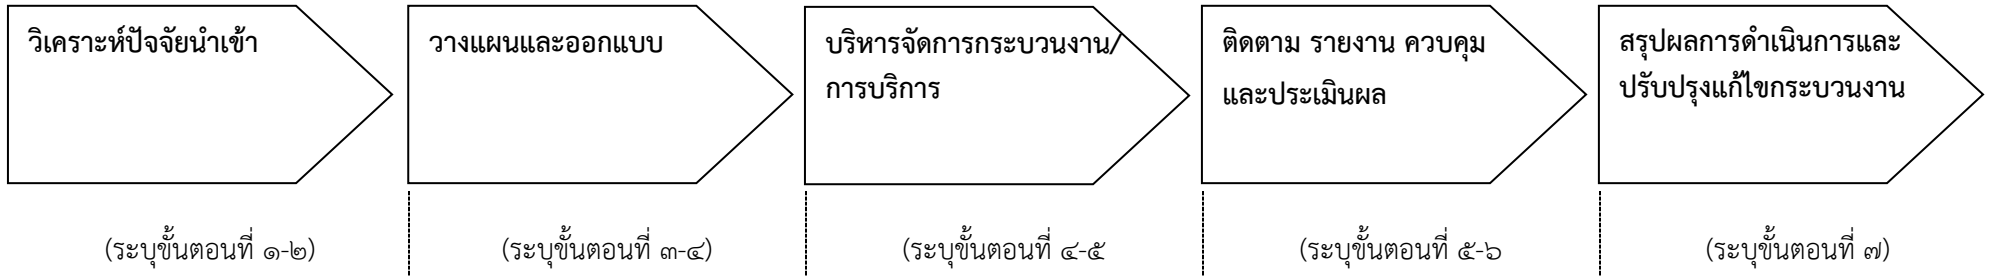 วิเคราะห์ปัจจัยนำเข้า
วางแผนและออกแบบ
บริหารจัดการกระบวนงาน/
การบริการ
ติดตาม รายงาน ควบคุม
และประเมินผล
สรุปผลการดำเนินการและ
ปรับปรุงแก้ไขกระบวนงาน
(ระบุขั้นตอนที่ ๑-๒)
(ระบุขั้นตอนที่ ๓-๔)
(ระบุขั้นตอนที่ ๔-๕
(ระบุขั้นตอนที่ ๕-๖
(ระบุขั้นตอนที่ ๗)